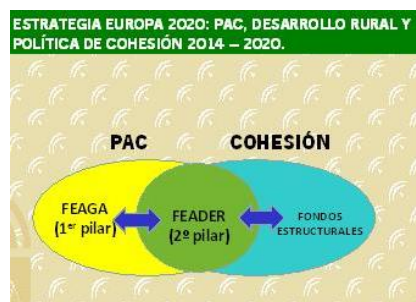 ESTRATEGIA EUROPA 2020: PAC, DESARROLLO RURAL Y
POLÍTICA DE COHESIÓN 2014 – 2020.
PAC
COHESIÓN
FEAGA
(1er pilar)
FEADER
(2º pilar)
FONDOS
ESTRUCTURALES